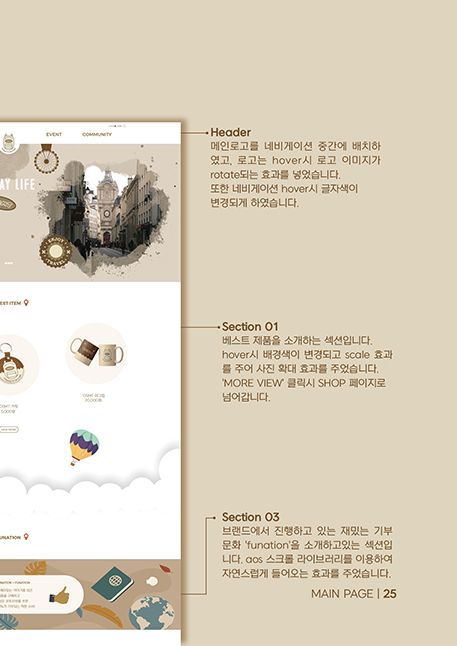 EVENT COMMUNITY
AY LIFE
ENJOY
TRAVEL
EST ITEM
UNATION
Header
메인로고를 네비게이션 중간에 배치하
였고, 로고는 hover시 로고 이미지가
rotate되는 효과를 넣었습니다.
또한 네비게이션 hover시 글자색이
변경되게 하였습니다.
Section 01
베스트 제품을 소개하는 섹션입니다.
hover시 배경색이 변경되고 scale 효과
를 주어 사진 확대 효과를 주었습니다.
'MORE VIEW' 클릭시 SHOP 페이지로
넘어갑니다.
Section 03
브랜드에서 진행하고 있는 재밌는 기부
문화 'funation'을 소개하고있는 섹션입
니다. aos 스크롤 라이브러리를 이용하여
자연스럽게 들어오는 효과를 주었습니다.
MAIN PAGE | 25